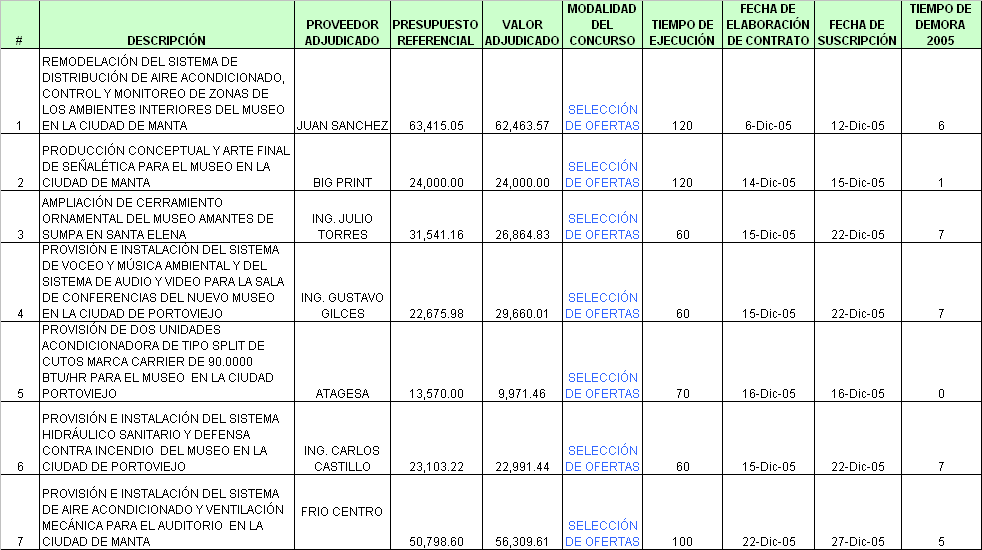 # DESCRIPCIÓN PROVEEDOR ADJUDICADO PRESUPUESTO REFERENCIAL VALOR ADJUDICADO MODALIDAD DEL CONCURSO TIEMPO DE EJECUCIÓN FECHA DE ELABORACIÓN DE CONTRATO FECHA DE SUSCRIPCIÓN TIEMPO DE DEMORA 2005
REMODELACIÓN DEL SISTEMA DE
DISTRIBUCIÓN DE AIRE ACONDICIONADO,
CONTROL Y MONITOREO DE ZONAS DE
LOS AMBIENTES INTERIORES DEL MUSEO SELECCIÓN
1 EN LA CIUDAD DE MANTA JUAN SANCHEZ 63,415.05 62,463.57 DE OFERTAS 120 6-Dic-05 12-Dic-05 6
PRODUCCIÓN CONCEPTUAL Y ARTE FINAL
DE SEÑALÉTICA PARA EL MUSEO EN LA SELECCIÓN
2 CIUDAD DE MANTA BIG PRINT 24,000.00 24,000.00 DE OFERTAS 120 14-Dic-05 15-Dic-05 1
AMPLIACIÓN DE CERRAMIENTO
ORNAMENTAL DEL MUSEO AMANTES DE ING. JULIO SELECCIÓN
3 SUMPA EN SANTA ELENA TORRES 31,541.16 26,864.83 DE OFERTAS 60 15-Dic-05 22-Dic-05 7
PROVISIÓN E INSTALACIÓN DEL SISTEMA
DE VOCEO Y MÚSICA AMBIENTAL Y DEL
SISTEMA DE AUDIO Y VIDEO PARA LA SALA
DE CONFERENCIAS DEL NUEVO MUSEO ING. GUSTAVO SELECCIÓN
4 EN LA CIUDAD DE PORTOVIEJO GILCES 22,675.98 29,660.01 DE OFERTAS 60 15-Dic-05 22-Dic-05 7
PROVISIÓN DE DOS UNIDADES
ACONDICIONADORA DE TIPO SPLIT DE
CUTOS MARCA CARRIER DE 90.0000
BTU/HR PARA EL MUSEO EN LA CIUDAD SELECCIÓN
5 PORTOVIEJO ATAGESA 13,570.00 9,971.46 DE OFERTAS 70 16-Dic-05 16-Dic-05 0
PROVISIÓN E INSTALACIÓN DEL SISTEMA
HIDRÁULICO SANITARIO Y DEFENSA
CONTRA INCENDIO DEL MUSEO EN LA ING. CARLOS SELECCIÓN
6 CIUDAD DE PORTOVIEJO CASTILLO 23,103.22 22,991.44 DE OFERTAS 60 15-Dic-05 22-Dic-05 7
PROVISIÓN E INSTALACIÓN DEL SISTEMA
DE AIRE ACONDICIONADO Y VENTILACIÓN FRIO CENTRO
MECÁNICA PARA EL AUDITORIO EN LA SELECCIÓN
7 CIUDAD DE MANTA 50,798.60 56,309.61 DE OFERTAS 100 22-Dic-05 27-Dic-05 5